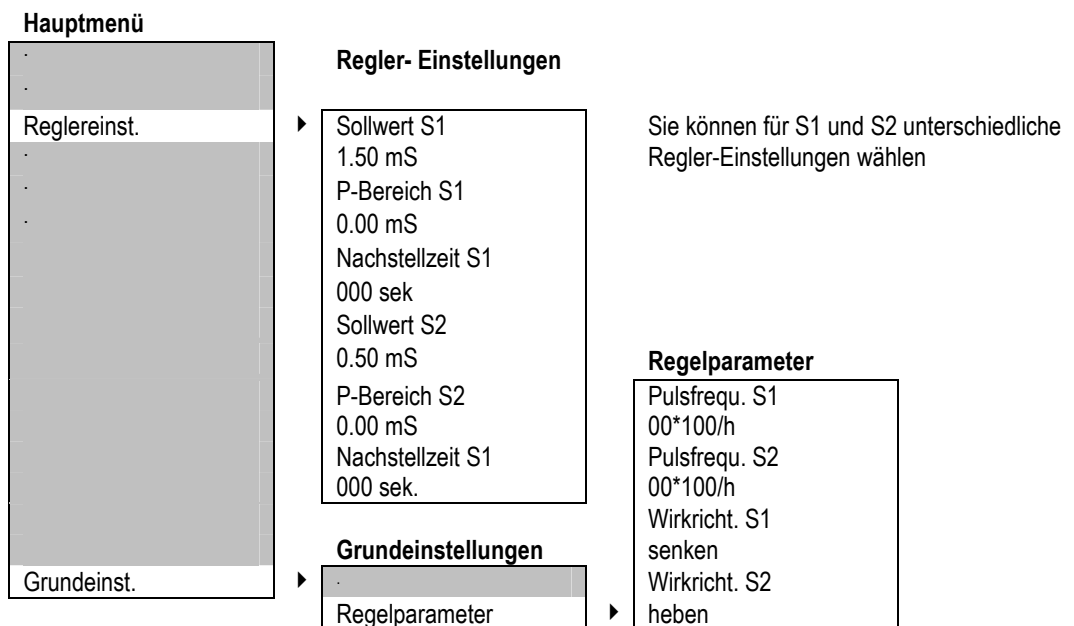 Hauptmenü
.
.
Reglereinst.
.
.
.
Grundeinst.
Regler- Einstellungen
Sollwert S1
1.50 mS
P-Bereich S1
0.00 mS
Nachstellzeit S1
000 sek
Sollwert S2
0.50 mS
P-Bereich S2
0.00 mS
Nachstellzeit S1
000 sek.
Sie können für S1 und S2 unterschiedliche
Regler-Einstellungen wählen
Grundeinstellungen
.
Regelparameter
Regelparameter
Pulsfrequ. S1
00*100/h
Pulsfrequ. S2
00*100/h
Wirkricht. S1
senken
Wirkricht. S2
heben